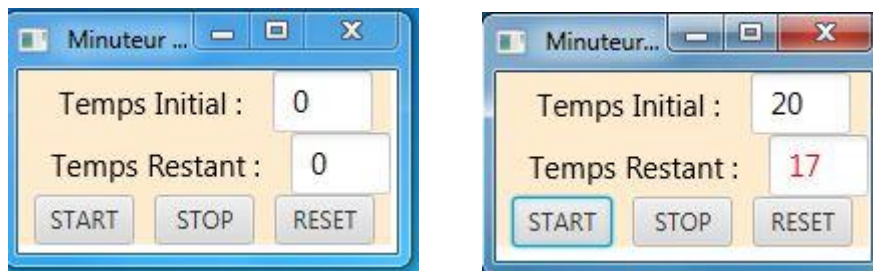 Minuteur ...
Temps Initial : 0
Temps Restant : 0
START STOP RESET
Minuteur...
Temps Initial : 20
Temps Restant : 17
START STOP RESET